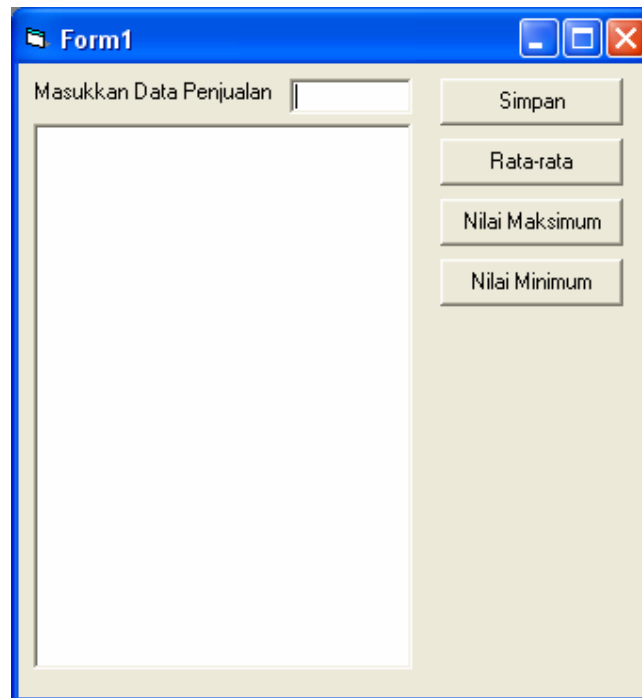 Form1
Masukkan Data Penjualan
Simpan
Rata-rata
Nilai Maksimum
Nilai Minimum